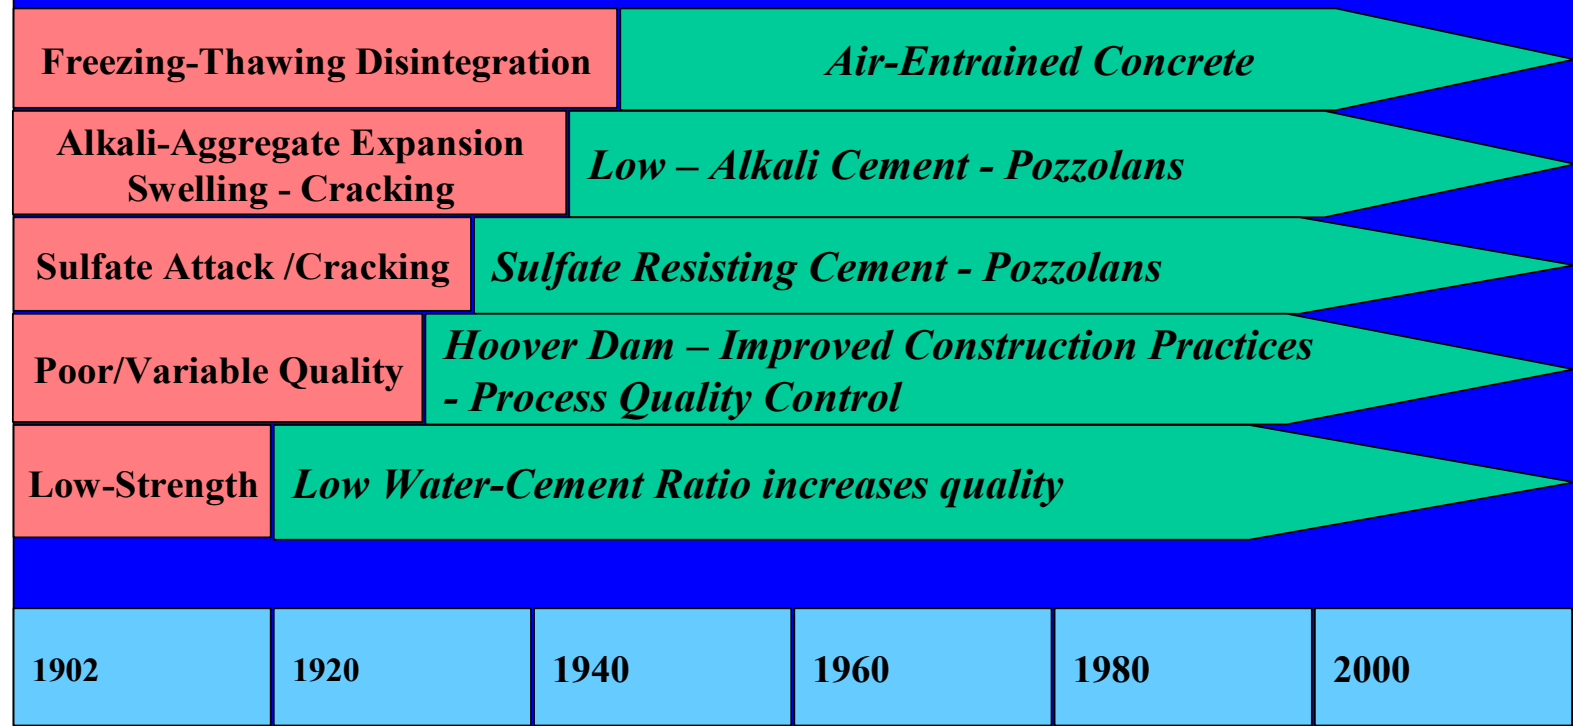 Freezing-Thawing Disintegration
Air-Entrained Concrete
Alkali-Aggregate Expansion
Swelling - Cracking
Low – Alkali Cement - Pozzolans
Sulfate Attack /Cracking
Sulfate Resisting Cement - Pozzolans
Poor/Variable Quality
Hoover Dam – Improved Construction Practices
- Process Quality Control
Low-Strength
Low Water-Cement Ratio increases quality
1902
1920
1940
1960
1980
2000